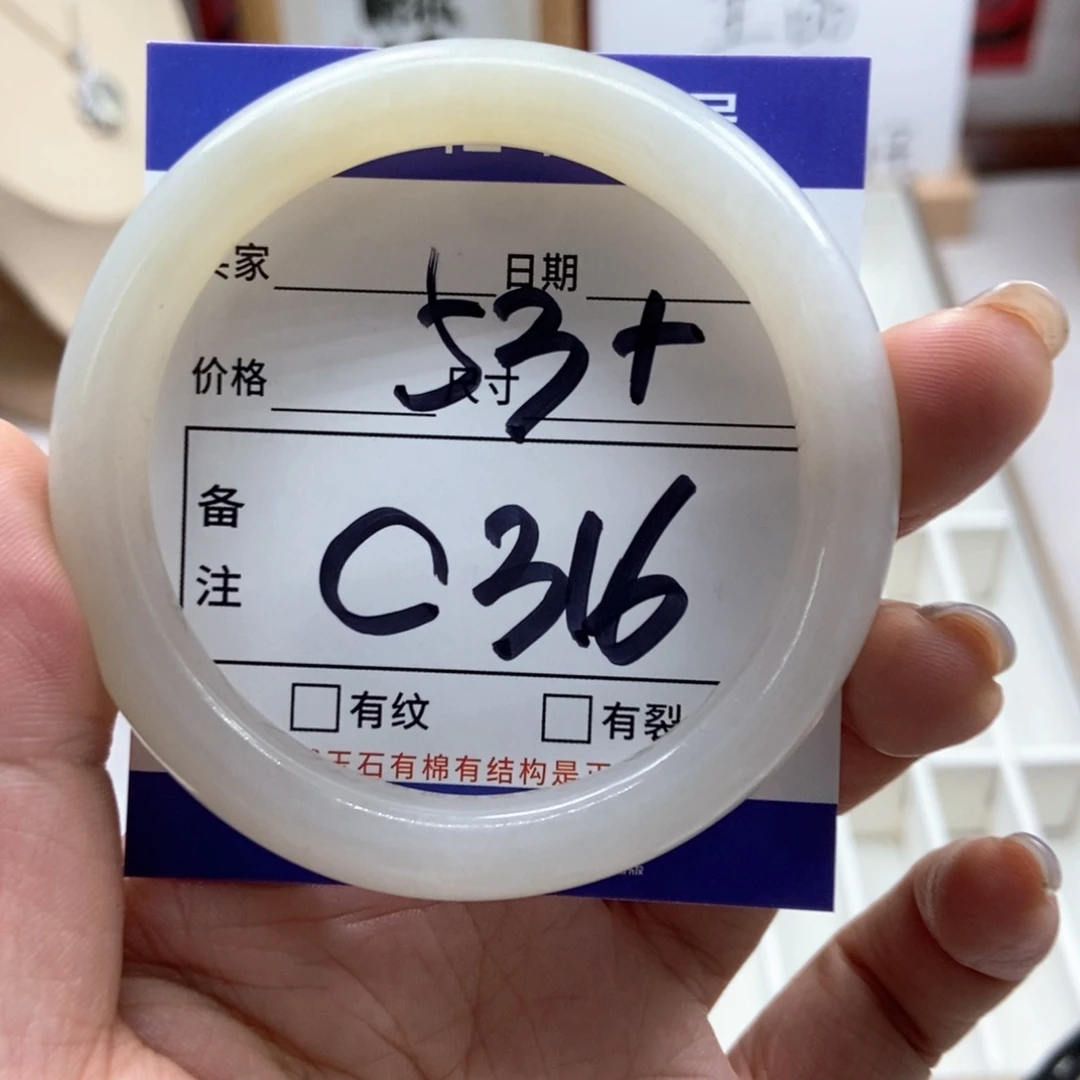 家 日期
53+
价格 尺寸
备注
C316
有纹 有裂
玉石有棉有结构是正